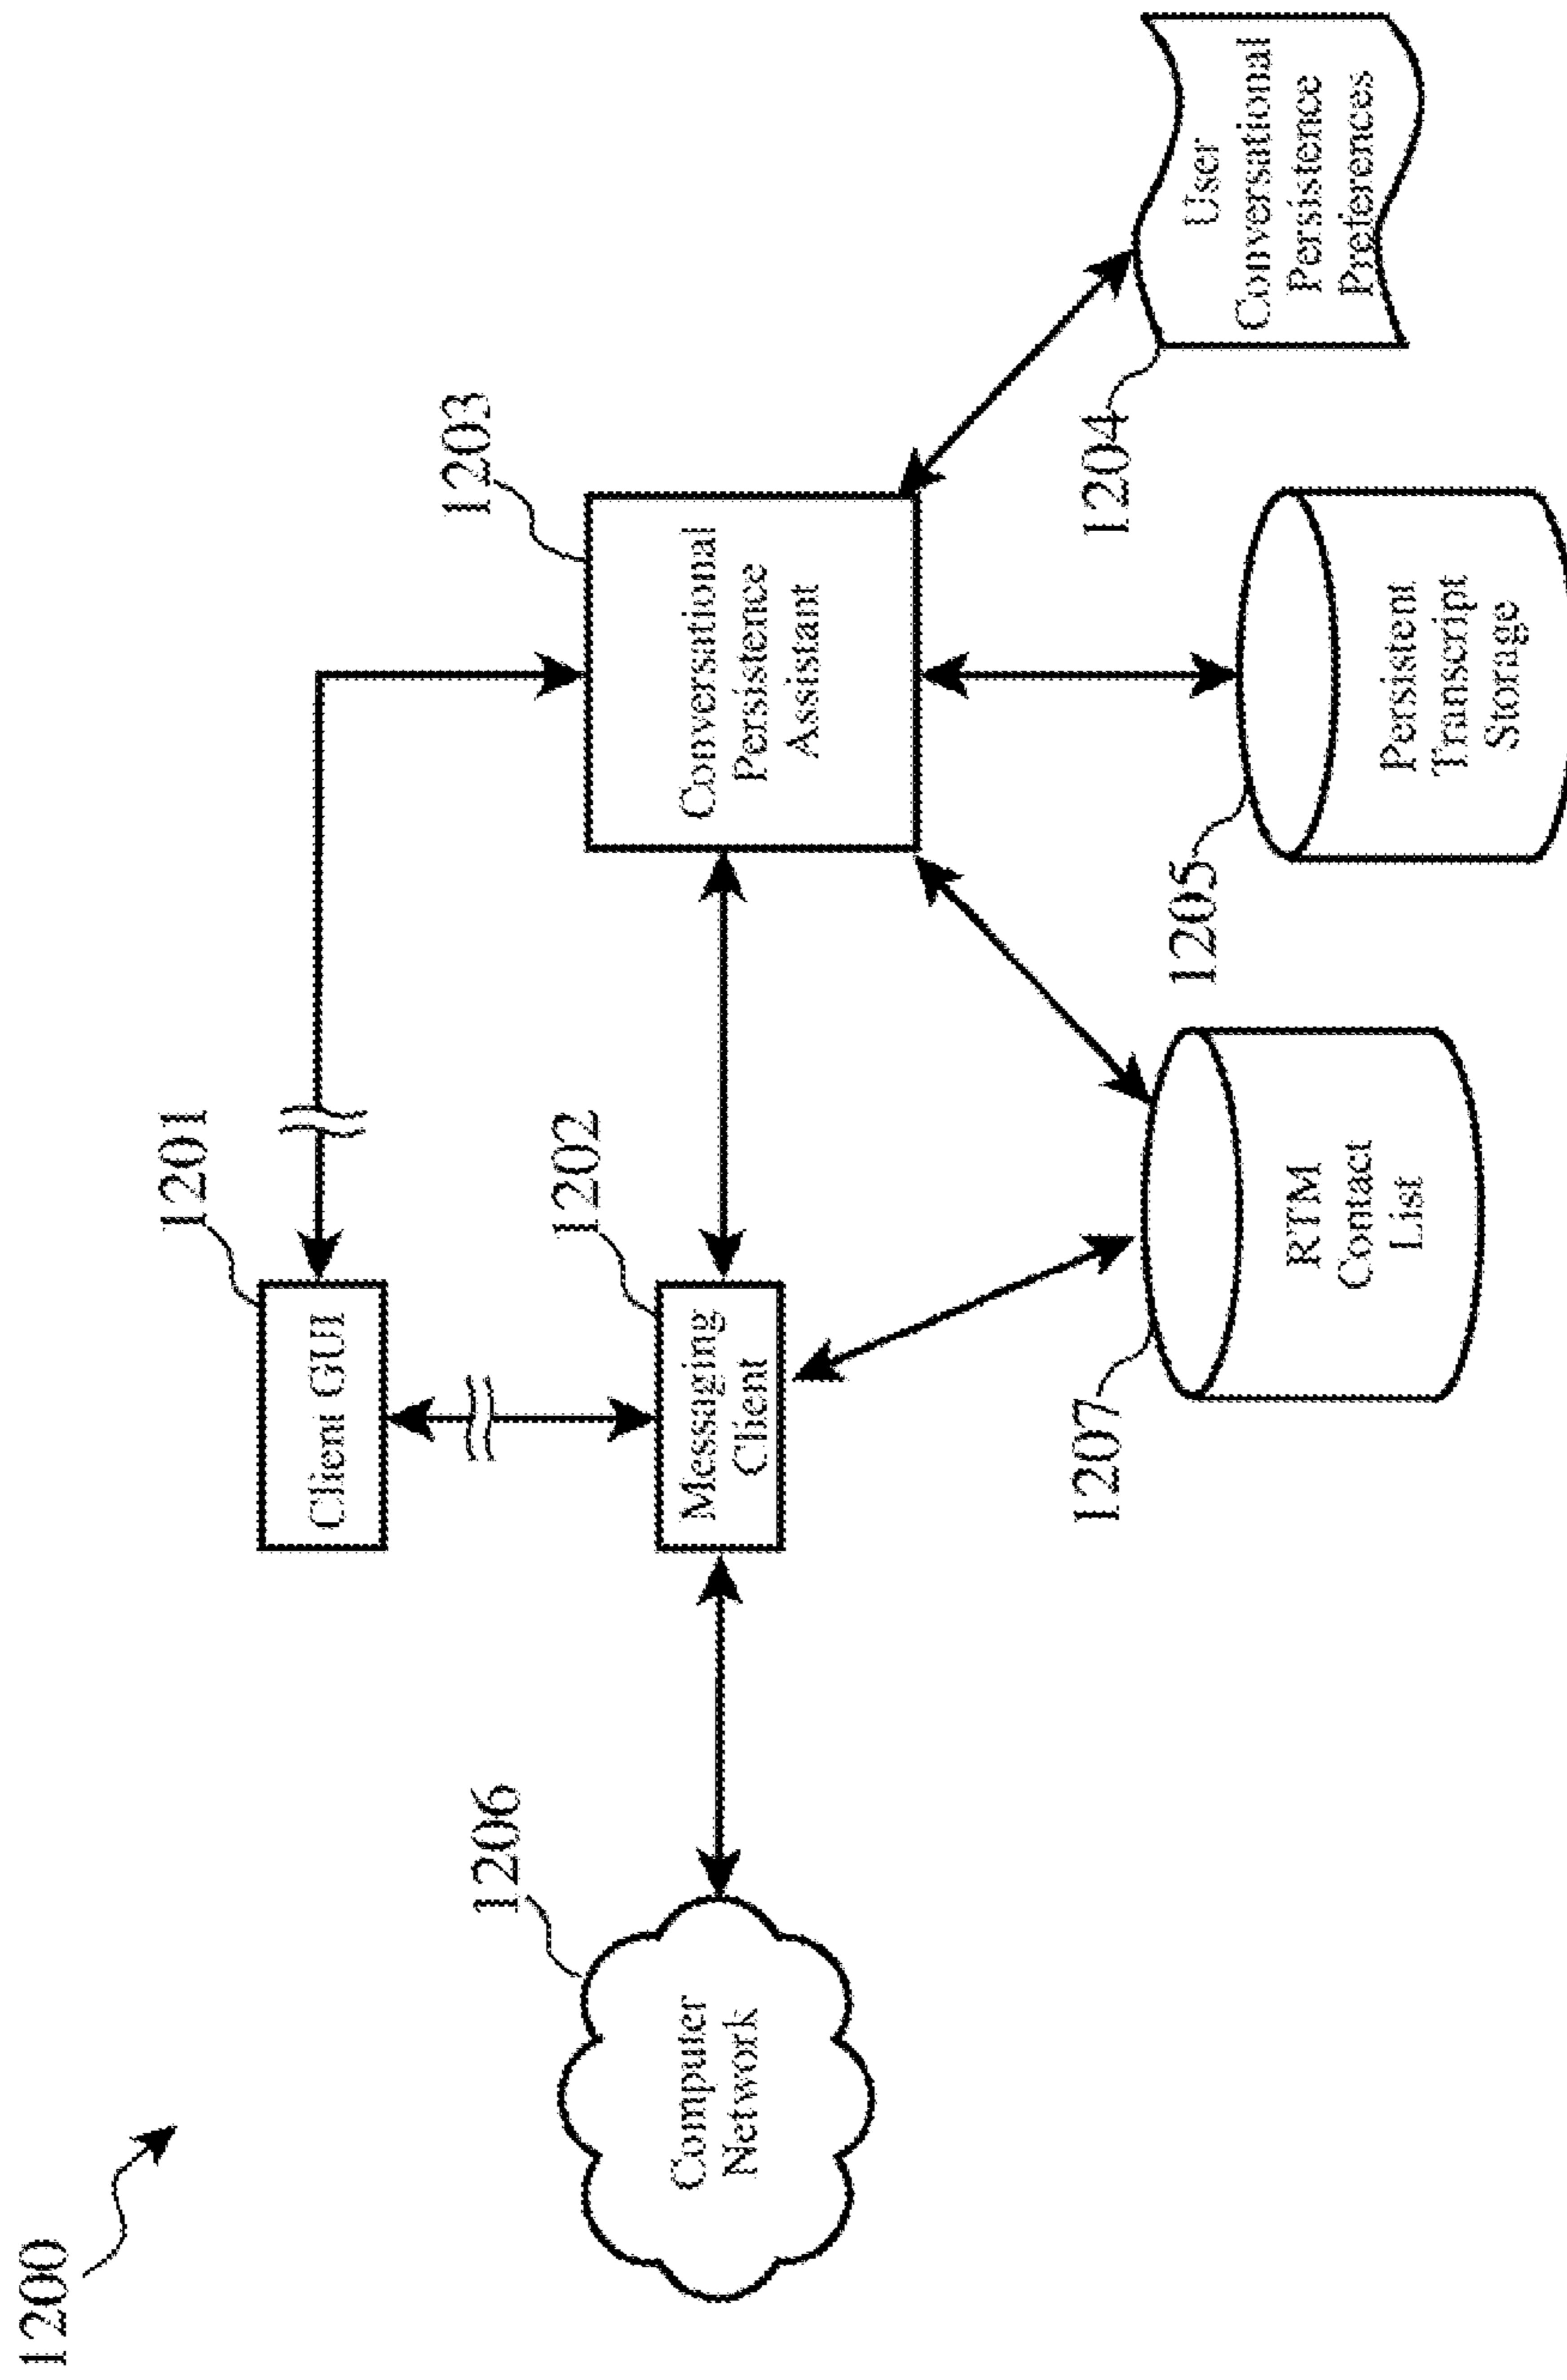 1200
1201
Client GUI
1202
Messaging
Client
1203
Conversational
Persistence
Assistant
1206
Computer
Network
1207
RTM
Contact
List
1205
Persistent
Transcript
Storage
1204
User
Conversational
Persistence
Preferences